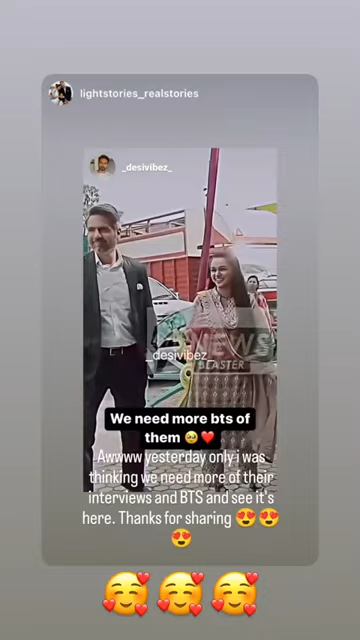 lightstories_realstories
_desivibez_
NEWS
_desivibez_
BLASTER
We need more bts of
them 🥹❤️
Awwww yesterday only i was
thinking we need more of their
interviews and BTS and see it's
here. Thanks for sharing 😍😍
😍
🥰 🥰 🥰